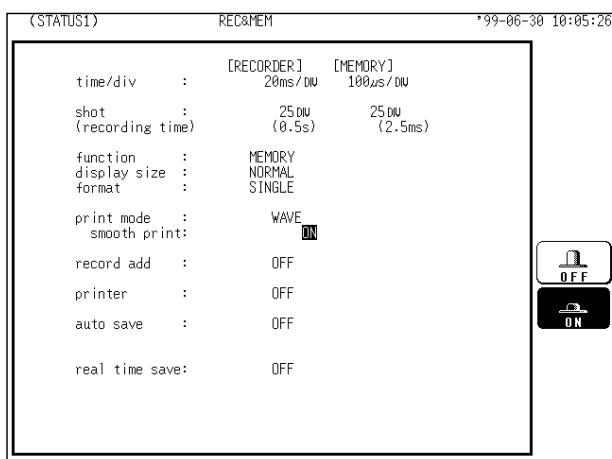 (STATUS1) REC&MEM '99-06-30 10:05:26
[RECORDER] [MEMORY]
time/div : 20ms/DIV 100µs/DIV
shot : 25DIV 25DIV
(recording time) (0.5s) (2.5ms)
function : MEMORY
display size : NORMAL
format : SINGLE
print mode : WAVE
smooth print: ON
record add : OFF
OFF
printer : OFF
auto save : OFF
ON
real time save: OFF